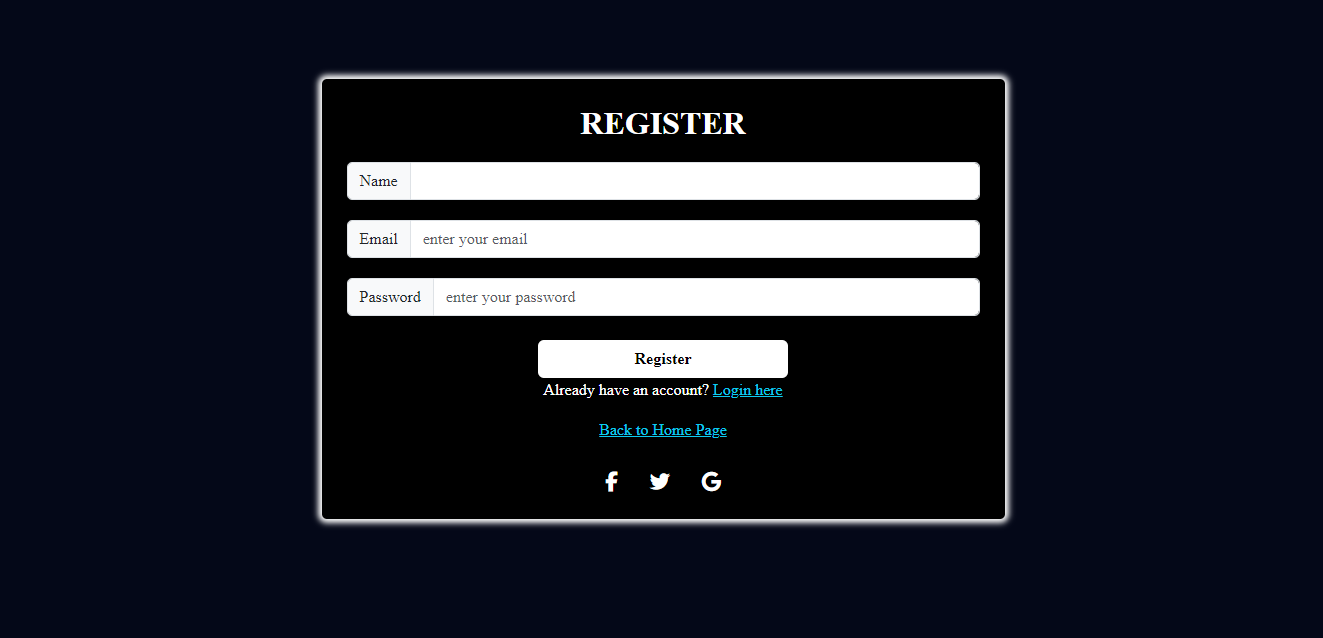 REGISTER
Name
Email enter your email
Password enter your password
Register
Already have an account? Login here
Back to Home Page